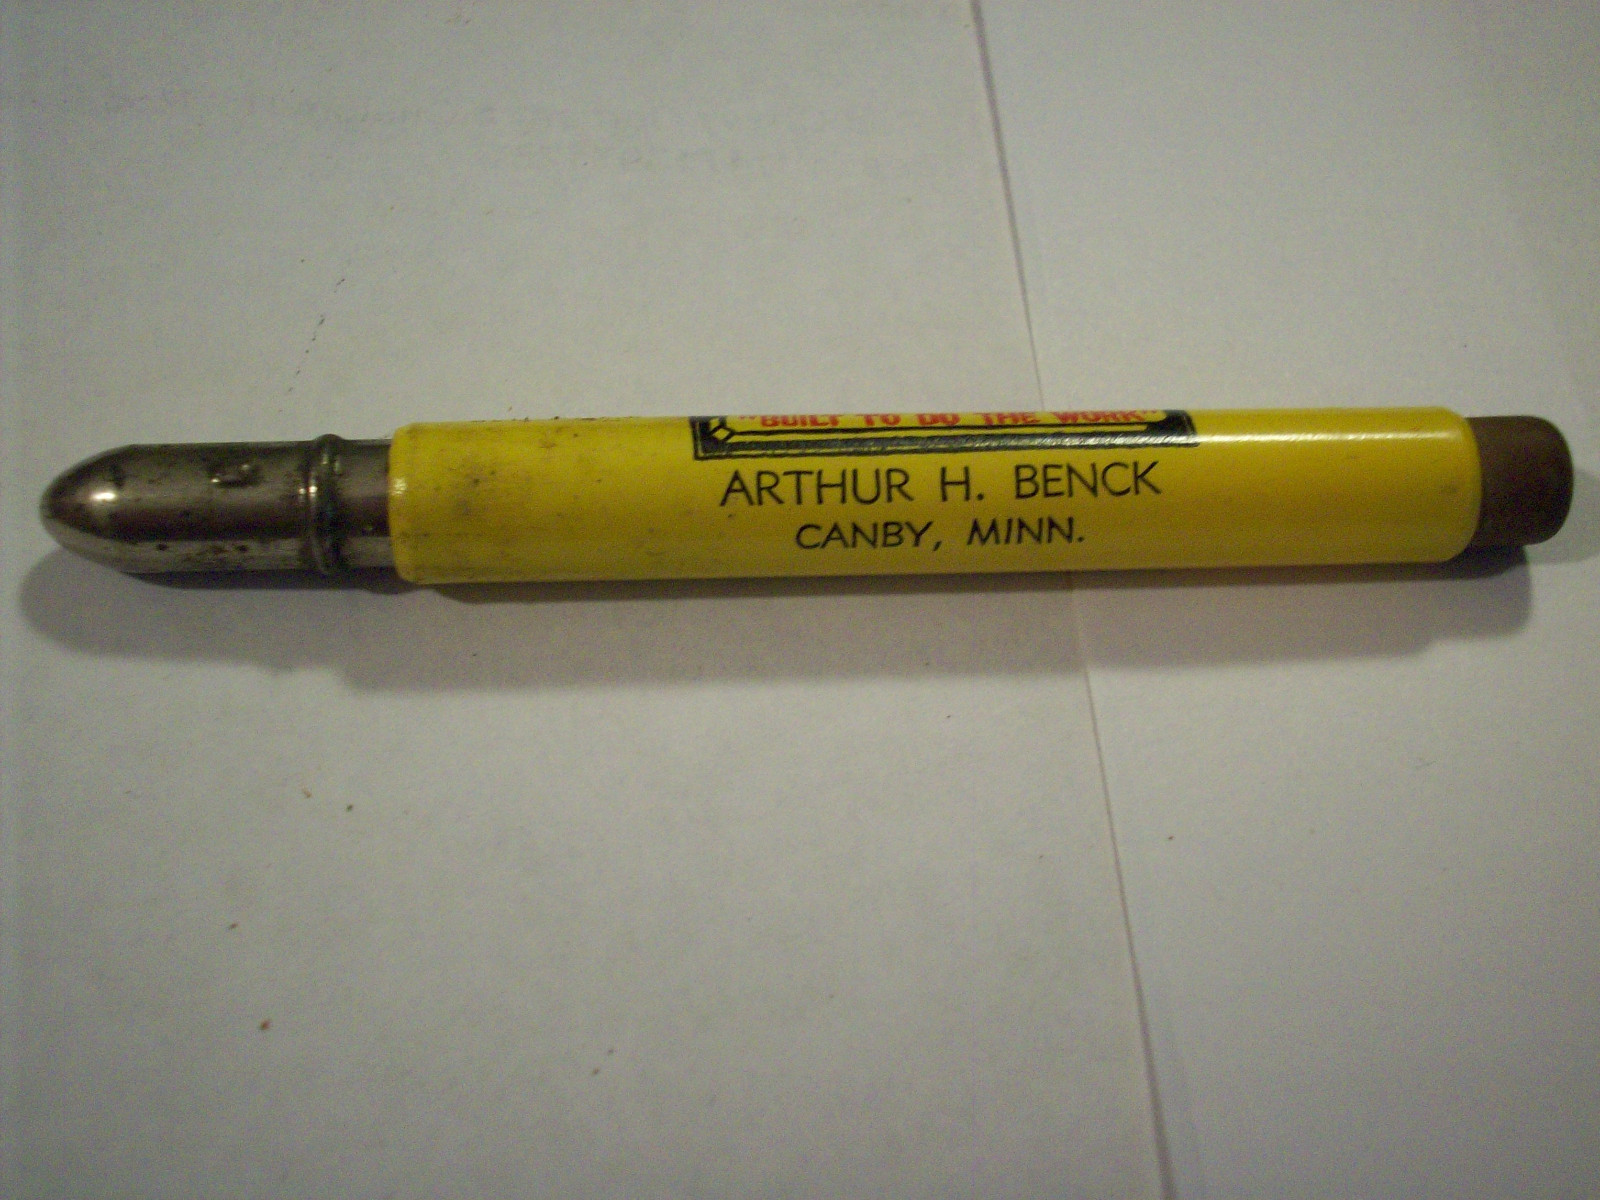 "BUILT TO DO THE WORK"
ARTHUR H. BENCK
CANBY, MINN.